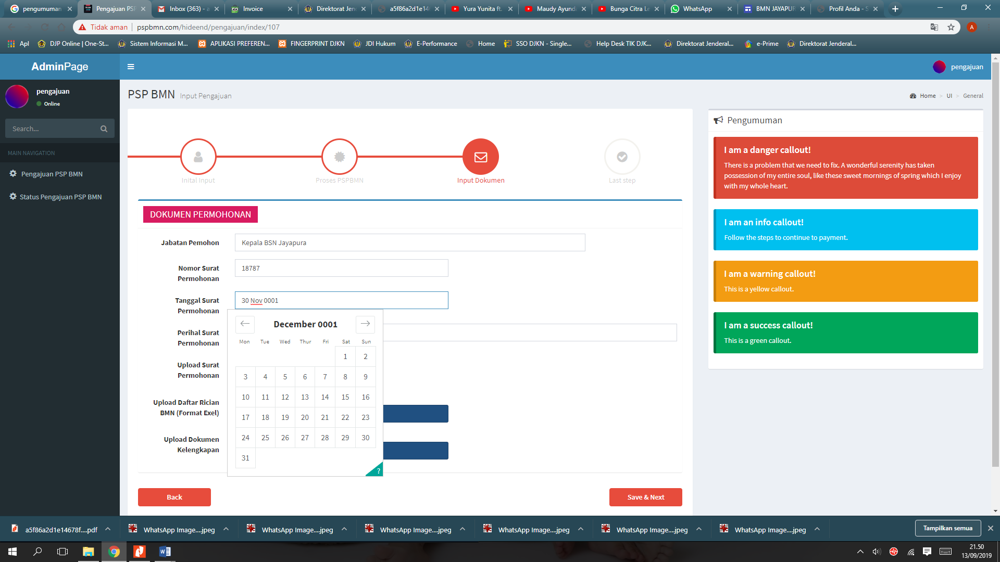 pengumuman
Pengajuan PSP
Inbox (363) - a
Invoice
Direktorat Jen
a5f86a2d1e14
Yura Yunita ft.
Maudy Ayund
Bunga Citra Le
WhatsApp
BMN JAYAPUR
Profil Anda - S
Tidak aman
pspbmn.com/hideend/pengajuan/index/107
A
Apl
DJP Online | One-St...
Sistem Informasi M...
APLIKASI PREFEREN...
FINGERPRINT DJKN
JDI Hukum
E-Performance
Home
SSO DJKN - Single...
Help Desk TIK DJK...
Direktorat Jenderal...
e-Prime
Direktorat Jenderal...
AdminPage
pengajuan
pengajuan
Online
Search...
MAIN NAVIGATION
Pengajuan PSP BMN
Status Pengajuan PSP BMN
PSP BMN Input Pengajuan
Home > UI > General
Inital Input
Proses PSPBMN
Input Dokumen
Last step
DOKUMEN PERMOHONAN
Jabatan Pemohon
Kepala BSN Jayapura
Nomor Surat
Permohonan
18787
Tanggal Surat
Permohonan
30 Nov 0001
Perihal Surat
Permohonan
Upload Surat
Permohonan
Upload Daftar Rician
BMN (Format Exel)
Upload Dokumen
Kelengkapan
December 0001
Mon Tue Wed Thur Fri Sat Sun
1 2
3 4 5 6 7 8 9
10 11 12 13 14 15 16
17 18 19 20 21 22 23
24 25 26 27 28 29 30
31
?
Back
Save & Next
Pengumuman
I am a danger callout!
There is a problem that we need to fix. A wonderful serenity has taken
possession of my entire soul, like these sweet mornings of spring which I enjoy
with my whole heart.
I am an info callout!
Follow the steps to continue to payment.
I am a warning callout!
This is a yellow callout.
I am a success callout!
This is a green callout.
a5f86a2d1e14678f....pdf
WhatsApp Image....jpeg
WhatsApp Image....jpeg
WhatsApp Image....jpeg
WhatsApp Image....jpeg
WhatsApp Image....jpeg
WhatsApp Image....jpeg
Tampilkan semua
21.50
13/09/2019